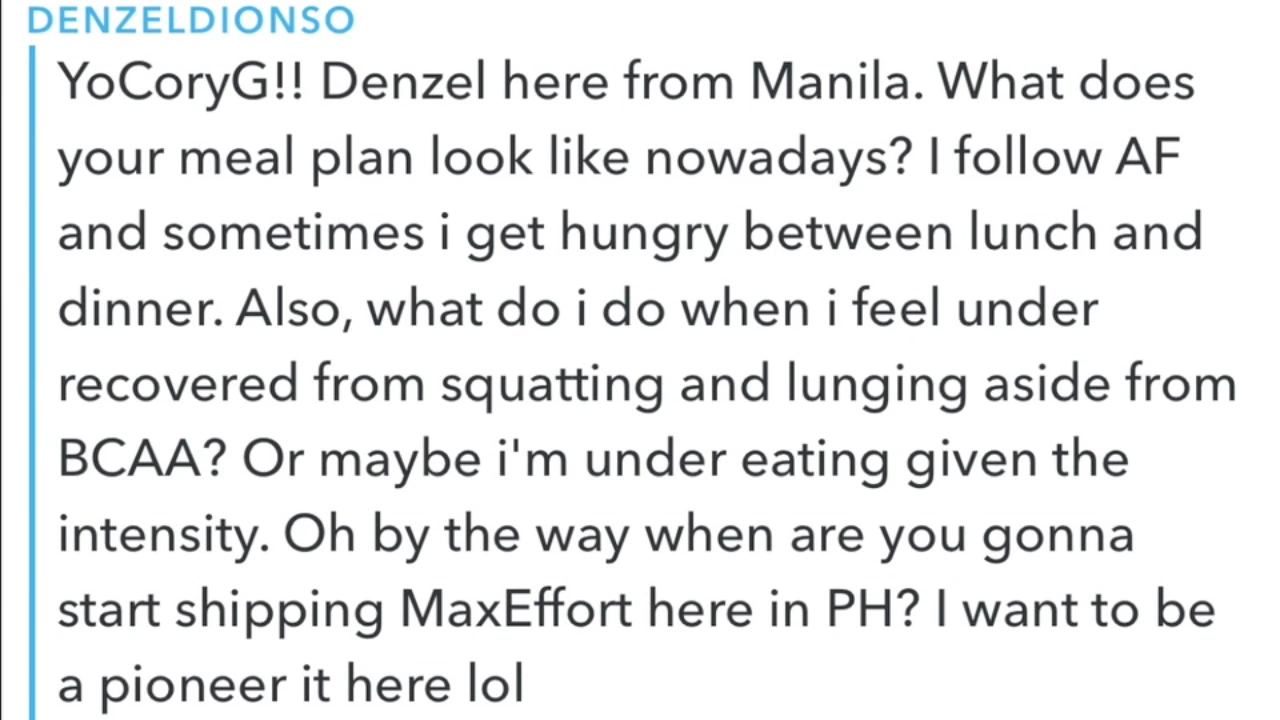 DENZELDIONSO
YoCoryG!! Denzel here from Manila. What does
your meal plan look like nowadays? I follow AF
and sometimes i get hungry between lunch and
dinner. Also, what do i do when i feel under
recovered from squatting and lunging aside from
BCAA? Or maybe i'm under eating given the
intensity. Oh by the way when are you gonna
start shipping MaxEffort here in PH? I want to be
a pioneer it here lol